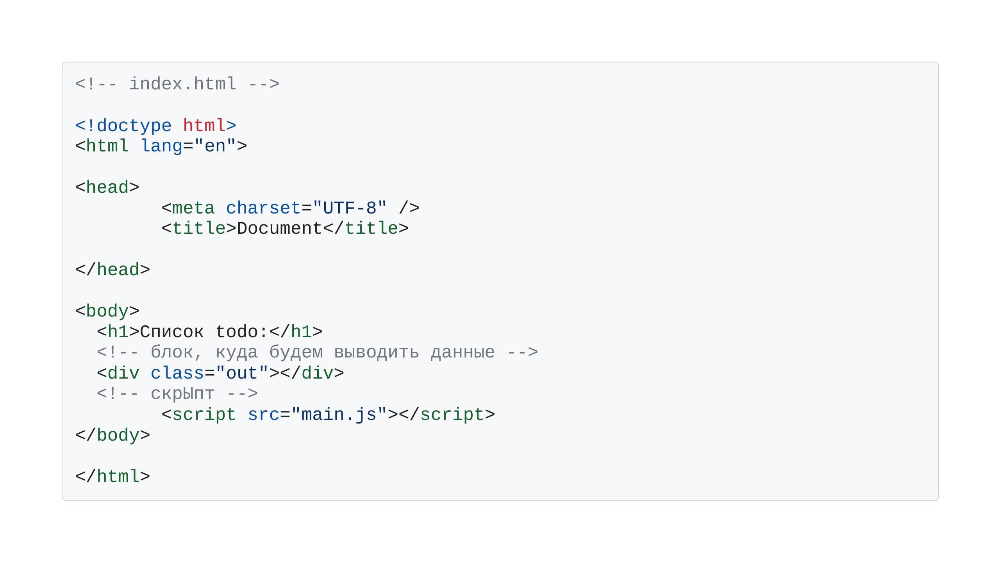 <!-- index.html -->
<!doctype html>
<html lang="en">
<head>
        <meta charset="UTF-8" />
        <title>Document</title>
</head>
<body>
  <h1>Список todo:</h1>
  <!-- блок, куда будем выводить данные -->
  <div class="out"></div>
  <!-- скрЫпт -->
        <script src="main.js"></script>
</body>
</html>